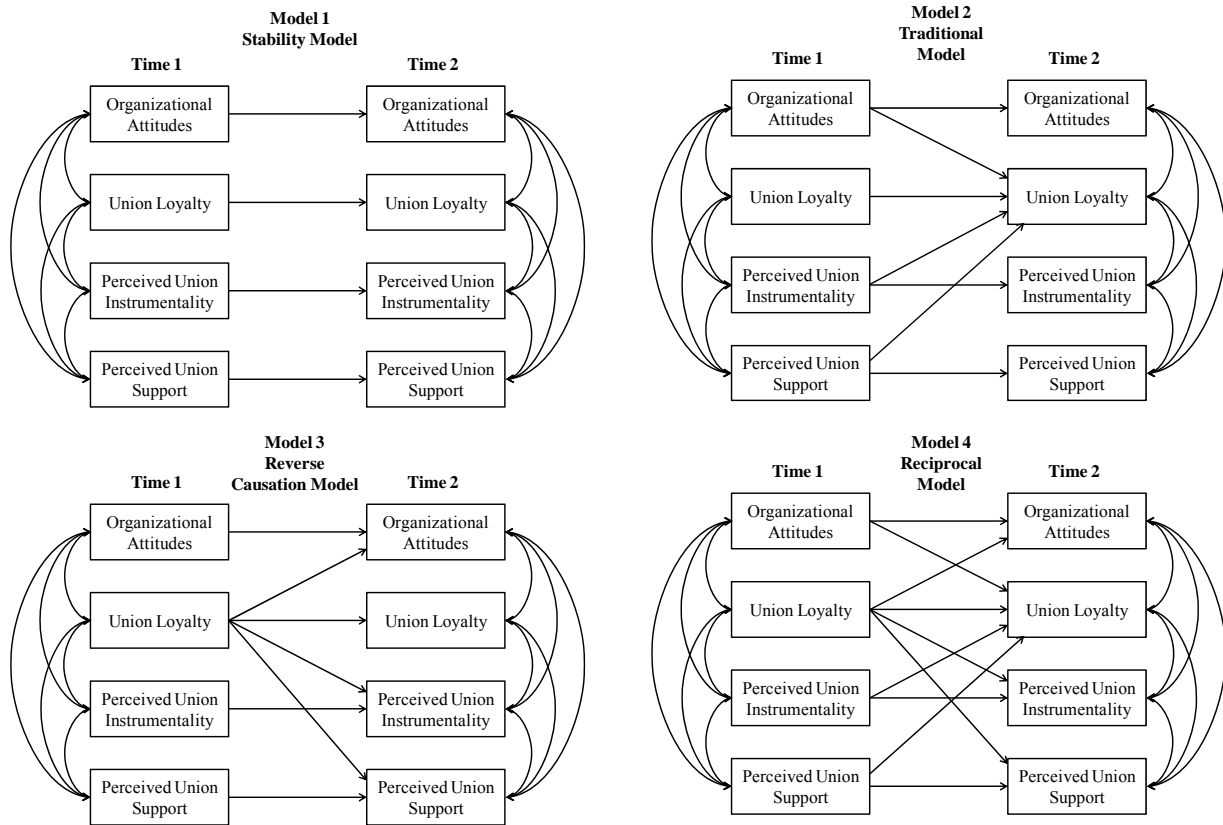 Model 1
Stability Model
Time 1
Time 2
Organizational
Attitudes
Organizational
Attitudes
Union Loyalty
Union Loyalty
Perceived Union
Instrumentality
Perceived Union
Instrumentality
Perceived Union
Support
Perceived Union
Support
Model 2
Traditional
Model
Time 1
Time 2
Organizational
Attitudes
Organizational
Attitudes
Union Loyalty
Union Loyalty
Perceived Union
Instrumentality
Perceived Union
Instrumentality
Perceived Union
Support
Perceived Union
Support
Model 3
Reverse
Causation Model
Time 1
Time 2
Organizational
Attitudes
Organizational
Attitudes
Union Loyalty
Union Loyalty
Perceived Union
Instrumentality
Perceived Union
Instrumentality
Perceived Union
Support
Perceived Union
Support
Model 4
Reciprocal
Model
Time 1
Time 2
Organizational
Attitudes
Organizational
Attitudes
Union Loyalty
Union Loyalty
Perceived Union
Instrumentality
Perceived Union
Instrumentality
Perceived Union
Support
Perceived Union
Support